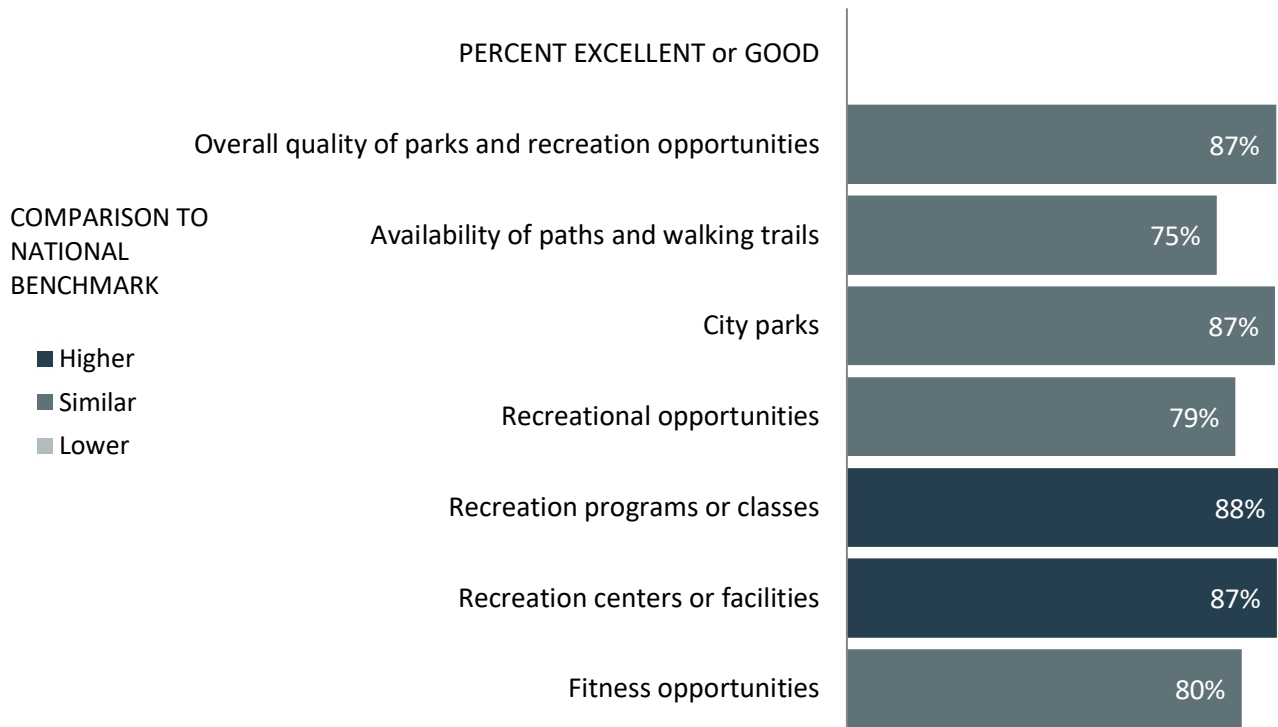 PERCENT EXCELLENT or GOOD
Overall quality of parks and recreation opportunities 87%
COMPARISON TO
NATIONAL
BENCHMARK
Higher
Similar
Lower
Availability of paths and walking trails 75%
City parks 87%
Recreational opportunities 79%
Recreation programs or classes 88%
Recreation centers or facilities 87%
Fitness opportunities 80%